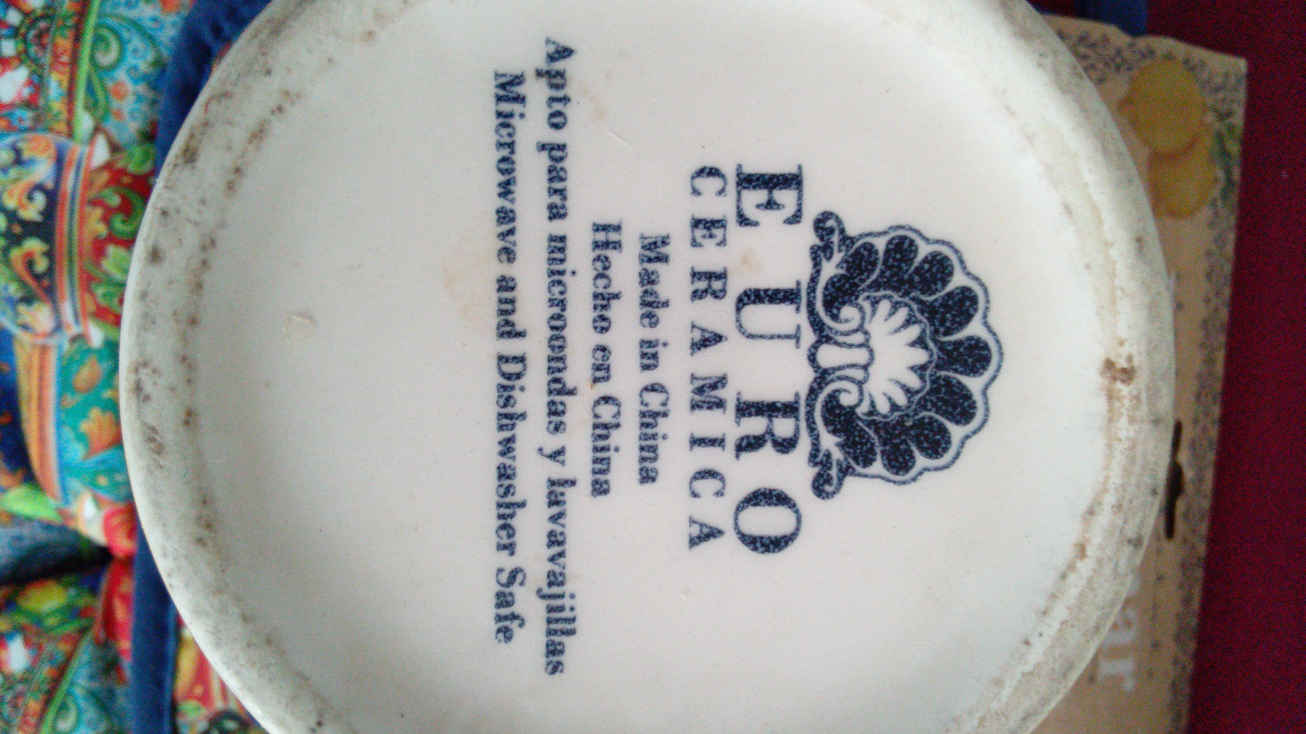 EURO
CERAMICA
Made in China
Hecho en China
Apto para microondas y lavavajillas
Microwave and Dishwasher Safe